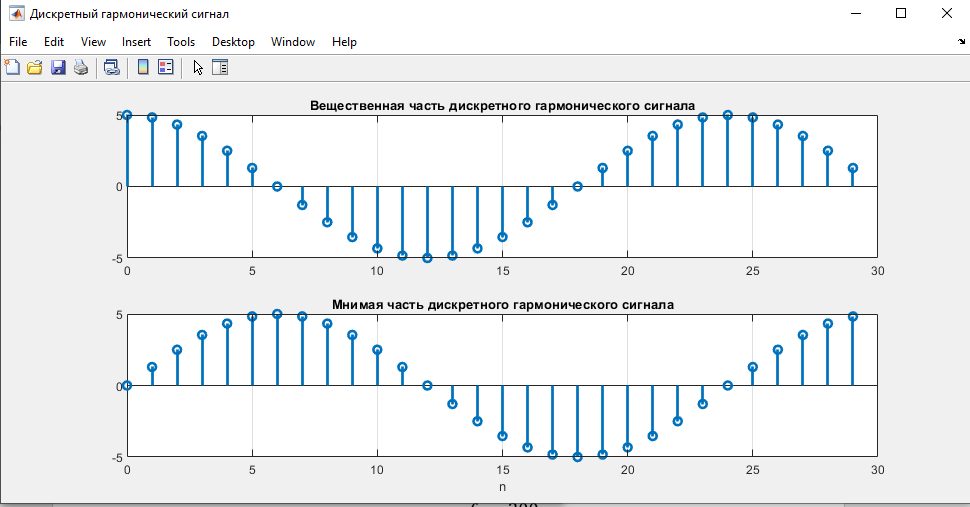 Дискретный гармонический сигнал
File Edit View Insert Tools Desktop Window Help
Вещественная часть дискретного гармонического сигнала
5
0
-5
0 5 10 15 20 25 30
Мнимая часть дискретного гармонического сигнала
5
0
-5
0 5 10 15 20 25 30
n